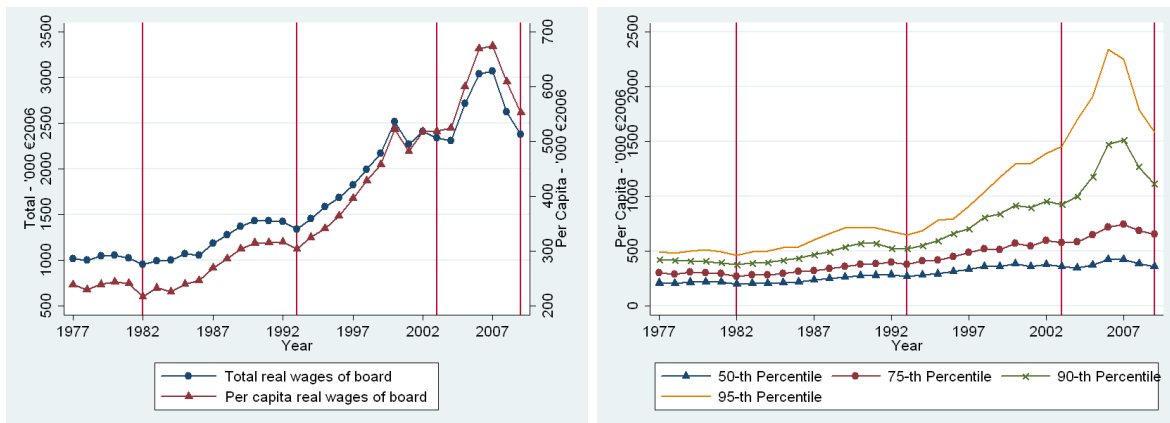 Total - '000 €2006
500 1000 1500 2000 2500 3000 3500
Per Capita - '000 €2006
200 300 400 500 600 700
1977 1982 1987 1992 1997 2002 2007
Year
Total real wages of board
Per capita real wages of board
Per Capita - '000 €2006
0 500 1000 1500 2000 2500
1977 1982 1987 1992 1997 2002 2007
Year
50-th Percentile 75-th Percentile 90-th Percentile
95-th Percentile